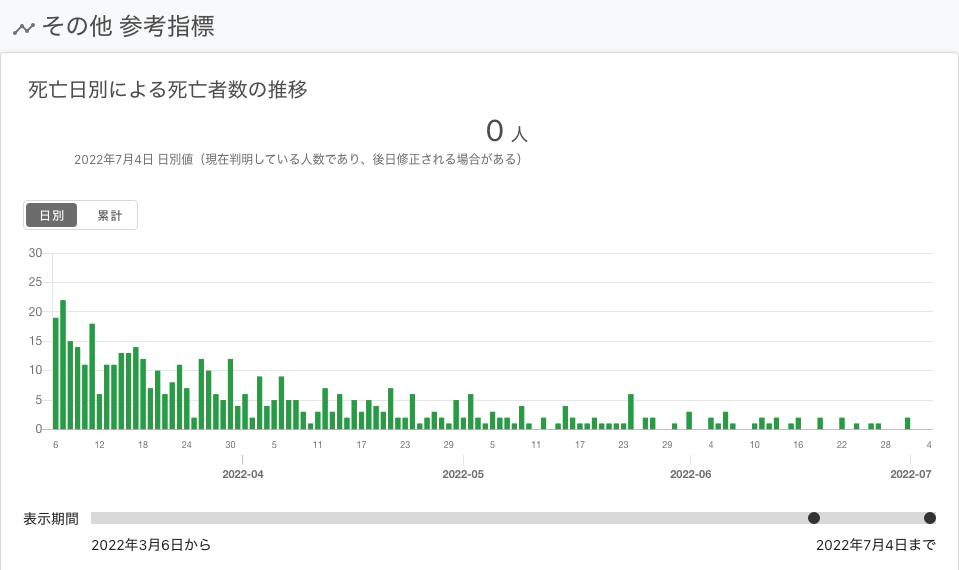 その他 参考指標
死亡日別による死亡者数の推移
0 人
2022年7月4日 日別値（現在判明している人数であり、後日修正される場合がある）
日別 累計
30
25
20
15
10
5
0
6 12 18 24 30 5 11 17 23 29 5 11 17 23 29 4 10 16 22 28 4
2022-04 2022-05 2022-06 2022-07
表示期間
2022年3月6日から 2022年7月4日まで